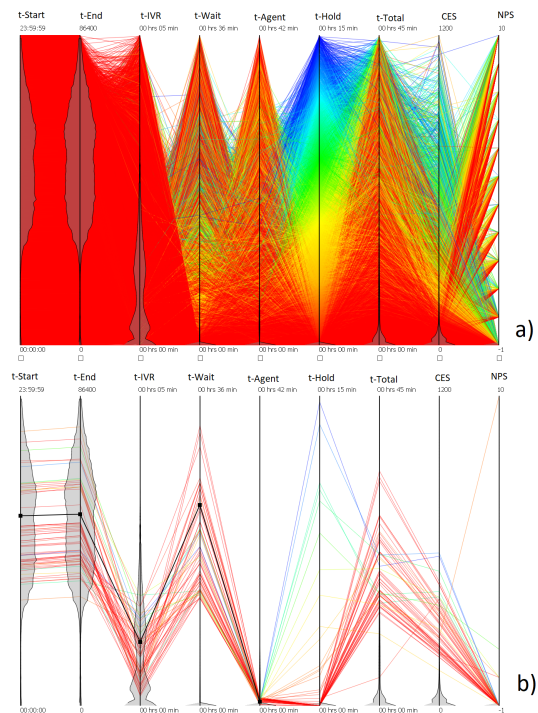 t-Start t-End t-IVR t-Wait t-Agent t-Hold t-Total CES NPS
23:59:59 86400 00 hrs 05 min 00 hrs 36 min 00 hrs 42 min 00 hrs 15 min 00 hrs 45 min 1200 10
00:00:00 0 00 hrs 00 min 00 hrs 00 min 00 hrs 00 min 00 hrs 00 min 00 hrs 00 min 0 -1
a)
t-Start t-End t-IVR t-Wait t-Agent t-Hold t-Total CES NPS
23:59:59 86400 00 hrs 05 min 00 hrs 36 min 00 hrs 42 min 00 hrs 15 min 00 hrs 45 min 1200 10
00:00:00 0 00 hrs 00 min 00 hrs 00 min 00 hrs 00 min 00 hrs 00 min 00 hrs 00 min 0 -1
b)